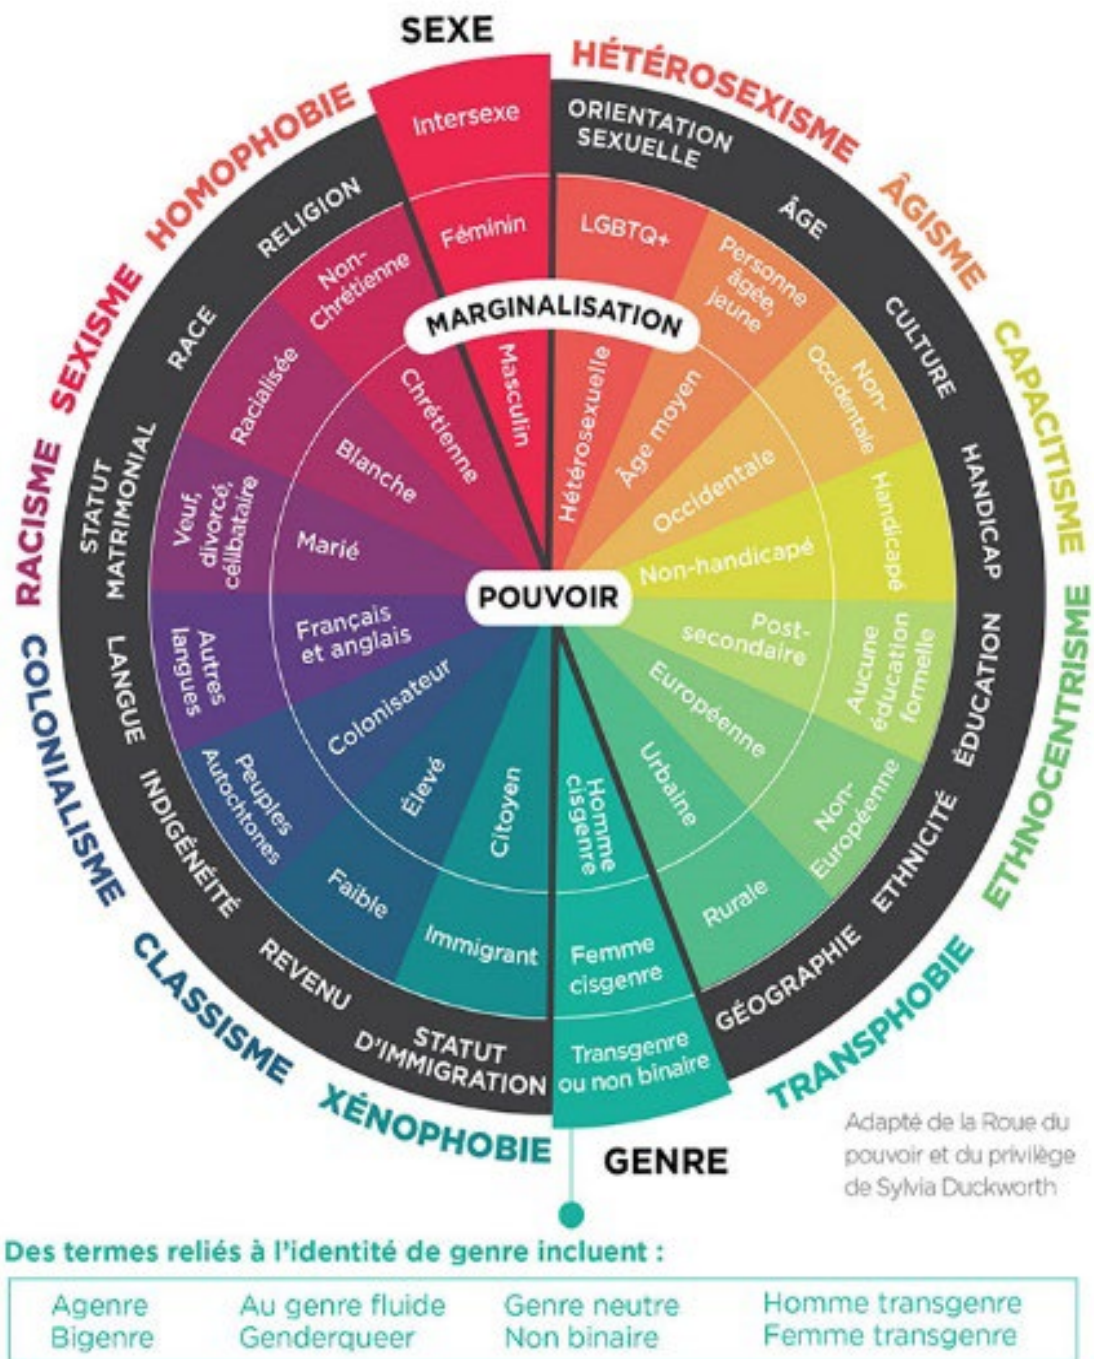 SEXE
HÉTÉROSEXISME
ÂGISME
CAPACITISME
ETHNOCENTRISME
TRANSPHOBIE
GENRE
XÉNOPHOBIE
CLASSISME
COLONIALISME
RACISME
SEXISME
HOMOPHOBIE
Intersexe
Féminin
Masculin
ORIENTATION
SEXUELLE
LGBTQ+
Hétérosexuelle
ÂGE
Personne
âgée,
jeune
Âge moyen
CULTURE
Non-
Occidentale
Occidentale
HANDICAP
Handicapé
Non-handicapé
ÉDUCATION
Aucune
éducation
formelle
Post-
secondaire
ETHNICITÉ
Non-
Européenne
Européenne
GÉOGRAPHIE
Rurale
Urbaine
Homme
cisgenre
Femme
cisgenre
Transgenre
ou non binaire
STATUT
D'IMMIGRATION
Immigrant
Citoyen
REVENU
Faible
Élevé
INDIGÉNÉITÉ
Peuples
Autochtones
Colonisateur
LANGUE
Autres
langues
Français
et anglais
STATUT
MATRIMONIAL
Veuf,
divorcé,
célibataire
Marié
RACE
Racialisée
Blanche
RELIGION
Non-
Chrétienne
Chrétienne
MARGINALISATION
POUVOIR
Adapté de la Roue du
pouvoir et du privilège
de Sylvia Duckworth
Des termes reliés à l'identité de genre incluent :
Agenre Au genre fluide Genre neutre Homme transgenre
Bigenre Genderqueer Non binaire Femme transgenre